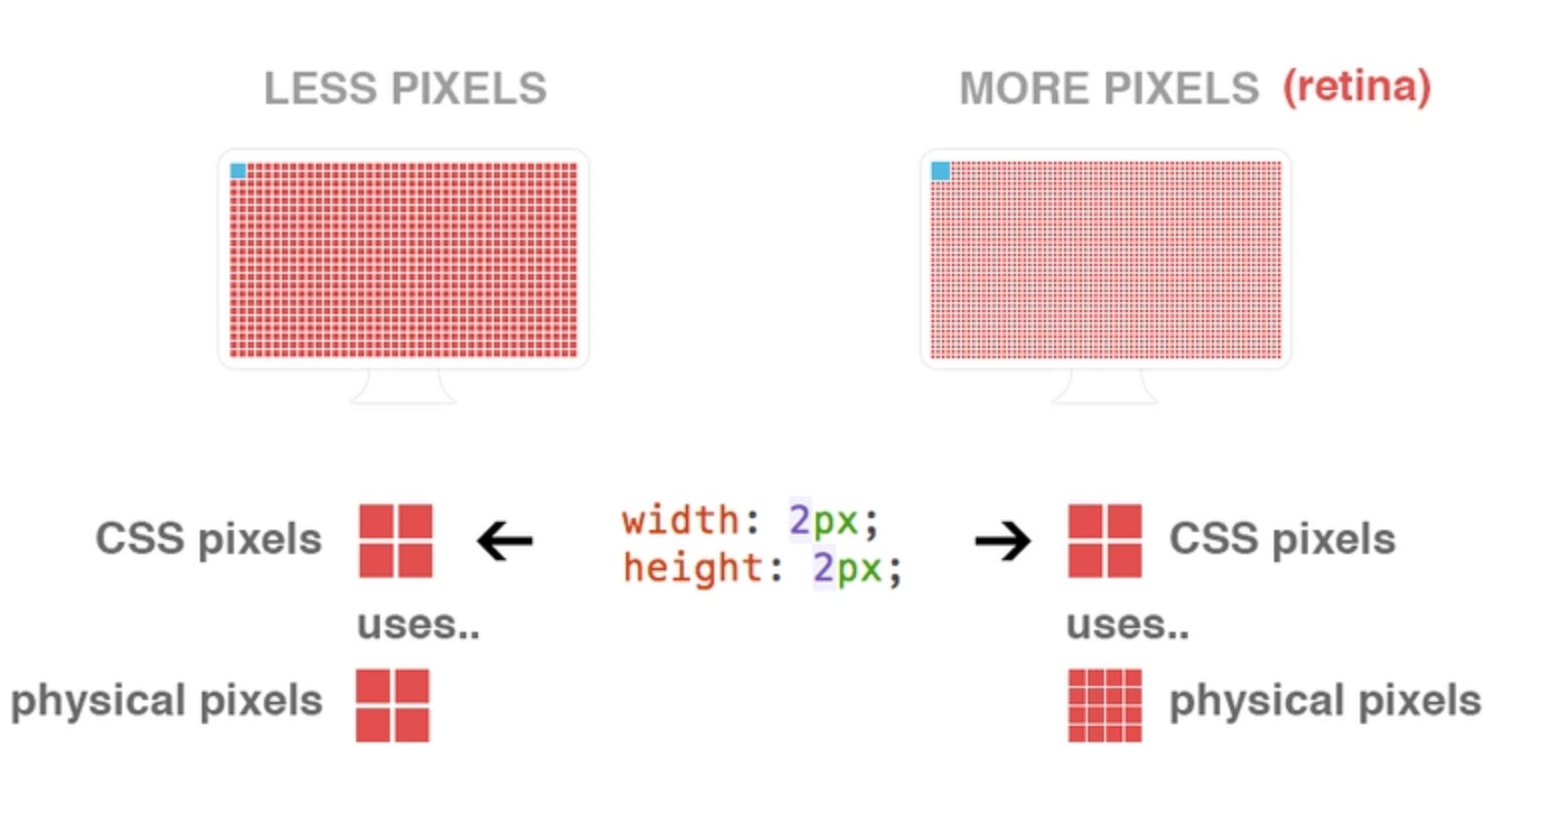 LESS PIXELS
MORE PIXELS (retina)
CSS pixels
width: 2px;
height: 2px;
CSS pixels
uses..
uses..
physical pixels
physical pixels